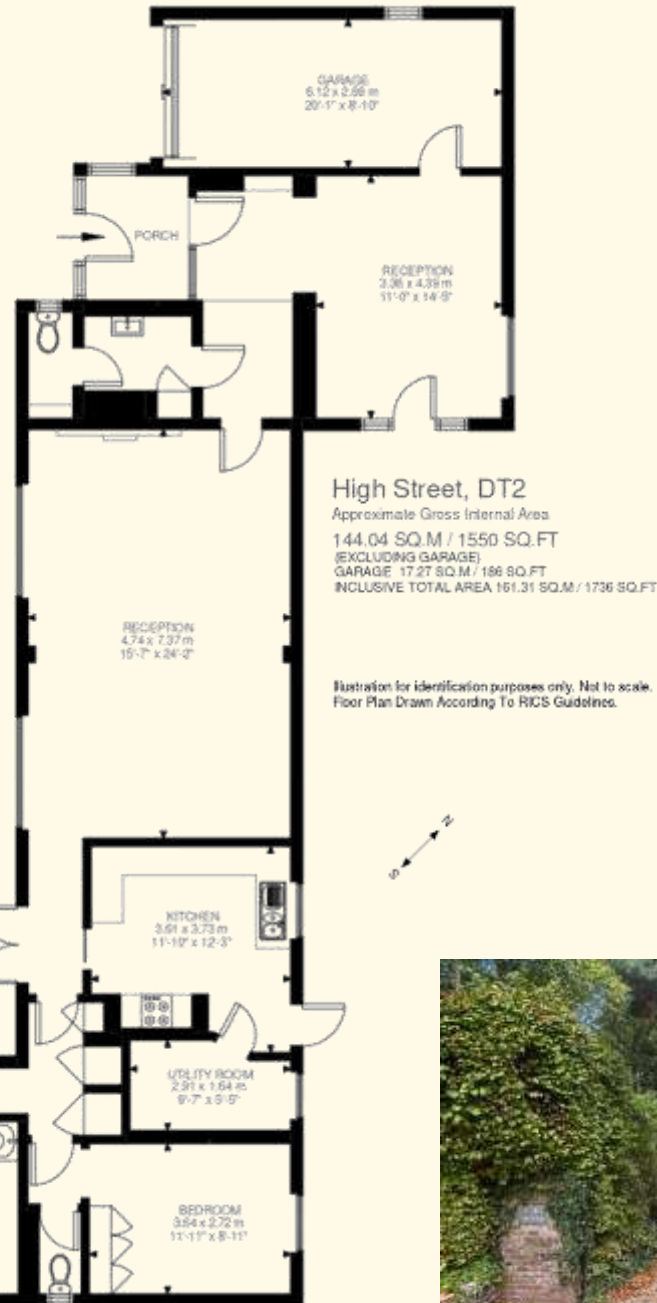 GARAGE
6.12 x 2.69 m
20'-1" x 8'-10"
PORCH
RECEPTION
3.36 x 4.39 m
11'-0" x 14'-5"
High Street, DT2
Approximate Gross Internal Area
144.04 SQ.M / 1550 SQ.FT
(EXCLUDING GARAGE)
GARAGE 17.27 SQ.M / 186 SQ.FT
INCLUSIVE TOTAL AREA 161.31 SQ.M / 1736 SQ.FT
RECEPTION
4.74 x 7.37 m
15'-7" x 24'-2"
Illustration for identification purposes only. Not to scale.
Floor Plan Drawn According To RICS Guidelines.
N
S
KITCHEN
3.61 x 3.73 m
11'-10" x 12'-3"
UTILITY ROOM
2.91 x 1.64 m
9'-7" x 5'-5"
BEDROOM
3.64 x 2.72 m
11'-11" x 8'-11"